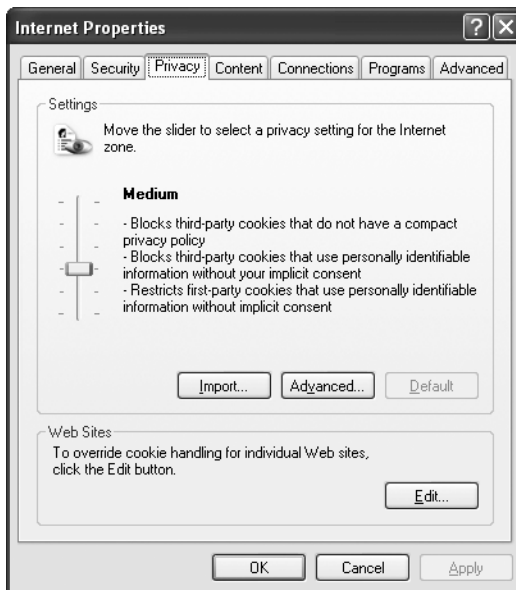 Internet Properties
General Security Privacy Content Connections Programs Advanced
Settings
Move the slider to select a privacy setting for the Internet
zone.
Medium
- Blocks third-party cookies that do not have a compact
privacy policy
- Blocks third-party cookies that use personally identifiable
information without your implicit consent
- Restricts first-party cookies that use personally identifiable
information without implicit consent
Import... Advanced... Default
Web Sites
To override cookie handling for individual Web sites,
click the Edit button.
Edit...
OK Cancel Apply